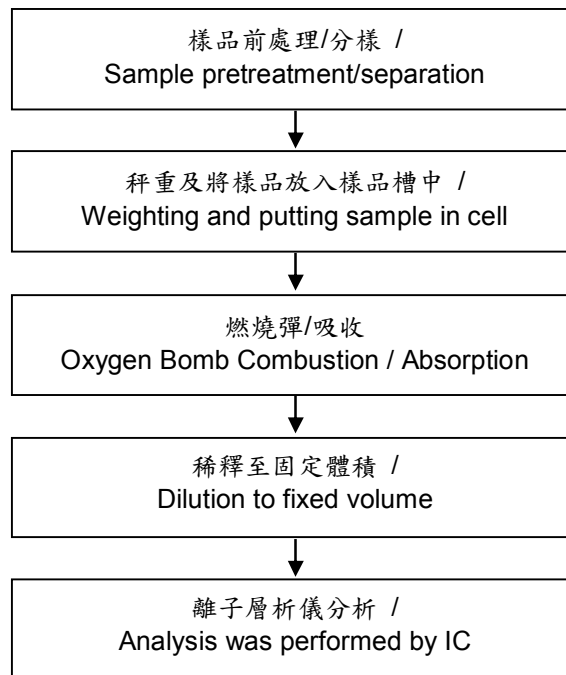 樣品前處理/分樣 /
Sample pretreatment/separation
秤重及將樣品放入樣品槽中 /
Weighting and putting sample in cell
燃燒彈/吸收
Oxygen Bomb Combustion / Absorption
稀釋至固定體積 /
Dilution to fixed volume
離子層析儀分析 /
Analysis was performed by IC